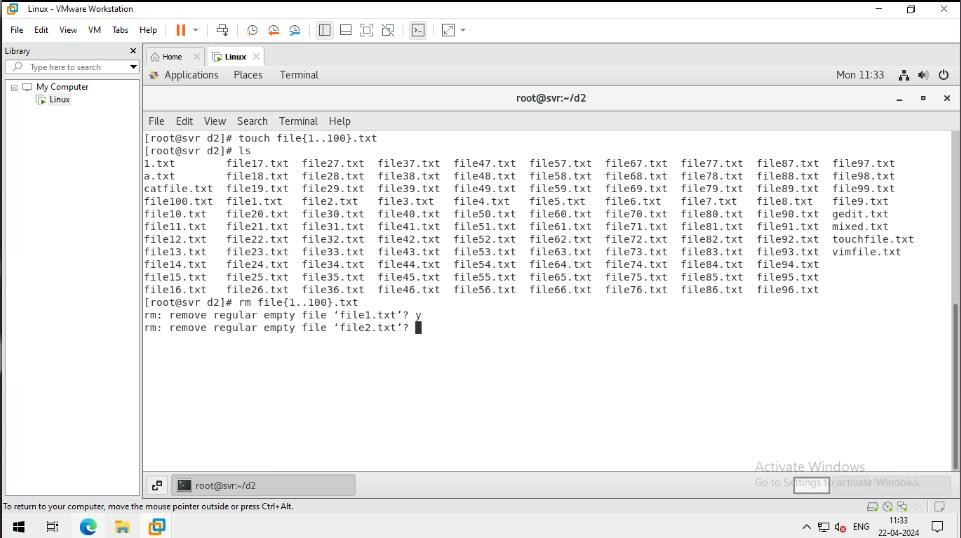 Linux - VMware Workstation
File Edit View VM Tabs Help
Library
Type here to search
My Computer
Linux
Home Linux
Applications Places Terminal Mon 11:33
root@svr:~/d2
File Edit View Search Terminal Help
[root@svr d2]# touch file{1..100}.txt
[root@svr d2]# ls
1.txt file17.txt file27.txt file37.txt file47.txt file57.txt file67.txt file77.txt file87.txt file97.txt
a.txt file18.txt file28.txt file38.txt file48.txt file58.txt file68.txt file78.txt file88.txt file98.txt
catfile.txt file19.txt file29.txt file39.txt file49.txt file59.txt file69.txt file79.txt file89.txt file99.txt
file100.txt file1.txt file2.txt file3.txt file4.txt file5.txt file6.txt file7.txt file8.txt file9.txt
file10.txt file20.txt file30.txt file40.txt file50.txt file60.txt file70.txt file80.txt file90.txt gedit.txt
file11.txt file21.txt file31.txt file41.txt file51.txt file61.txt file71.txt file81.txt file91.txt mixed.txt
file12.txt file22.txt file32.txt file42.txt file52.txt file62.txt file72.txt file82.txt file92.txt touchfile.txt
file13.txt file23.txt file33.txt file43.txt file53.txt file63.txt file73.txt file83.txt file93.txt vimfile.txt
file14.txt file24.txt file34.txt file44.txt file54.txt file64.txt file74.txt file84.txt file94.txt
file15.txt file25.txt file35.txt file45.txt file55.txt file65.txt file75.txt file85.txt file95.txt
file16.txt file26.txt file36.txt file46.txt file56.txt file66.txt file76.txt file86.txt file96.txt
[root@svr d2]# rm file{1..100}.txt
rm: remove regular empty file ‘file1.txt’? y
rm: remove regular empty file ‘file2.txt’?
Activate Windows
Go to Settings to activate Windows.
root@svr:~/d2
To return to your computer, move the mouse pointer outside or press Ctrl+Alt.
ENG
11:33
22-04-2024